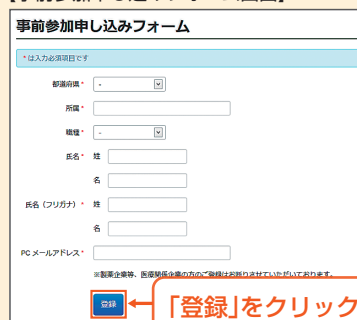 事前参加申し込みフォーム
*は入力必須項目です
都道府県* -
所属*
職種* -
氏名* 姓
名
氏名（フリガナ）* 姓
名
PC メールアドレス*
※製薬企業等、医療関係企業の方のご登録はお断りさせていただいております。
登録
「登録」をクリック